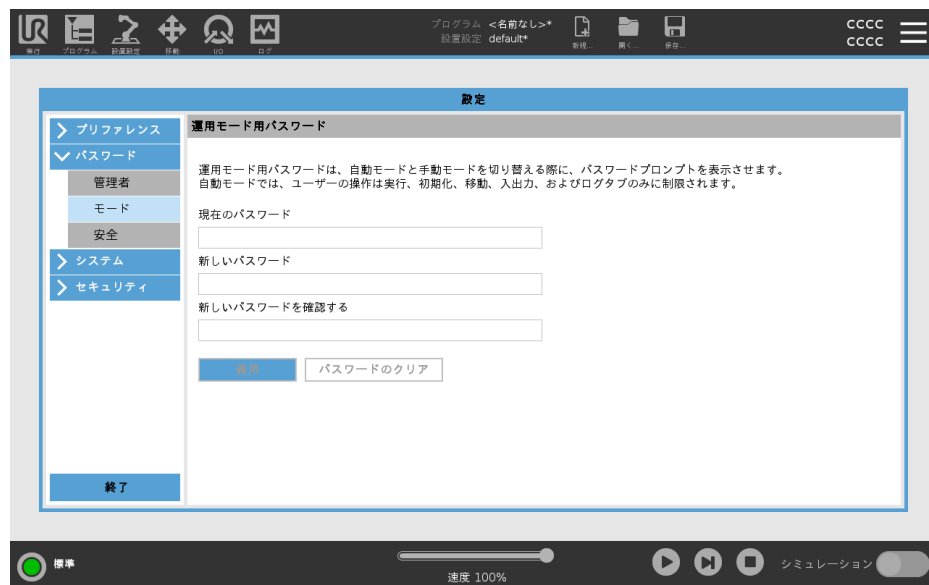 プログラム <名前なし>*
設置設定 default*
UR
実行
プログラム
設置設定
移動
I/O
ログ
新規...
開く...
保存...
CCCC
CCCC
設定
プリファレンス
パスワード
管理者
モード
安全
システム
セキュリティ
終了
運用モード用パスワード
運用モード用パスワードは、自動モードと手動モードを切り替える際に、パスワードプロンプトを表示させます。
自動モードでは、ユーザーの操作は実行、初期化、移動、入出力、およびログタブのみに制限されます。
現在のパスワード
新しいパスワード
新しいパスワードを確認する
適用
パスワードのクリア
標準
速度 100%
シミュレーション